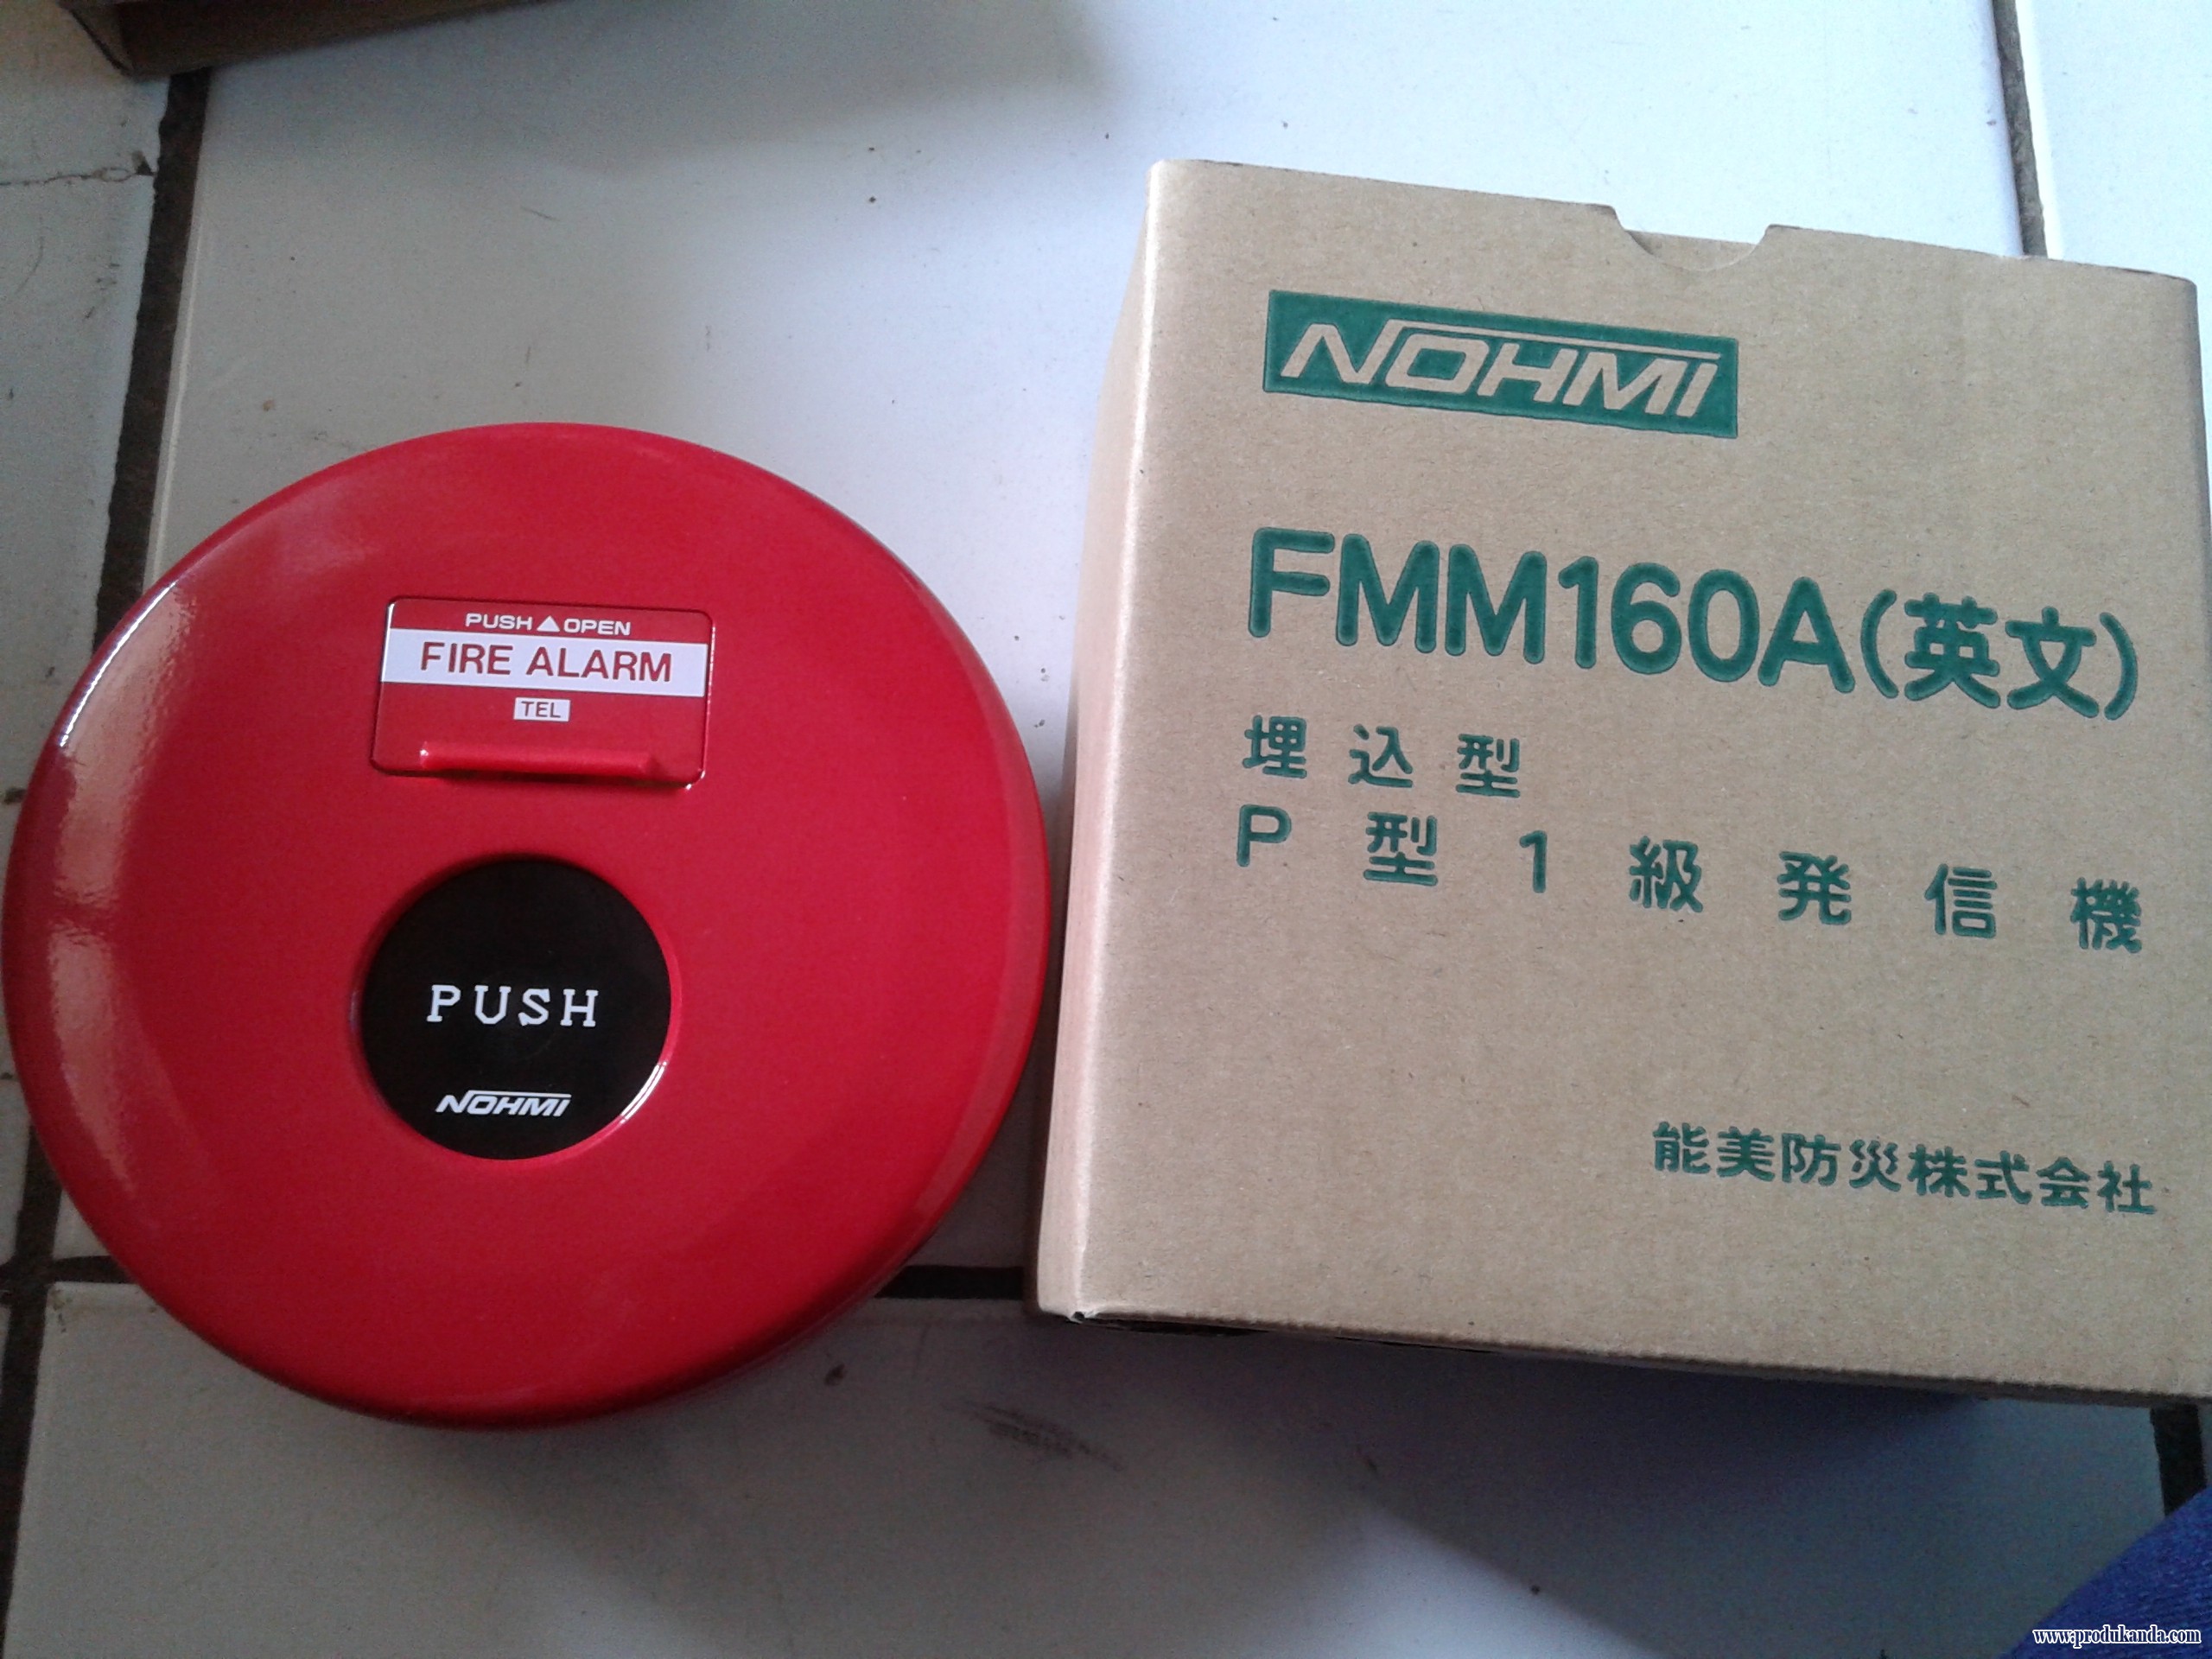 PUSH▲OPEN
FIRE ALARM
TEL
PUSH
NOHMI
NOHMI
FMM160A(英文)
埋込型
P型1級発信機
能美防災株式会社
www.produkanda.com